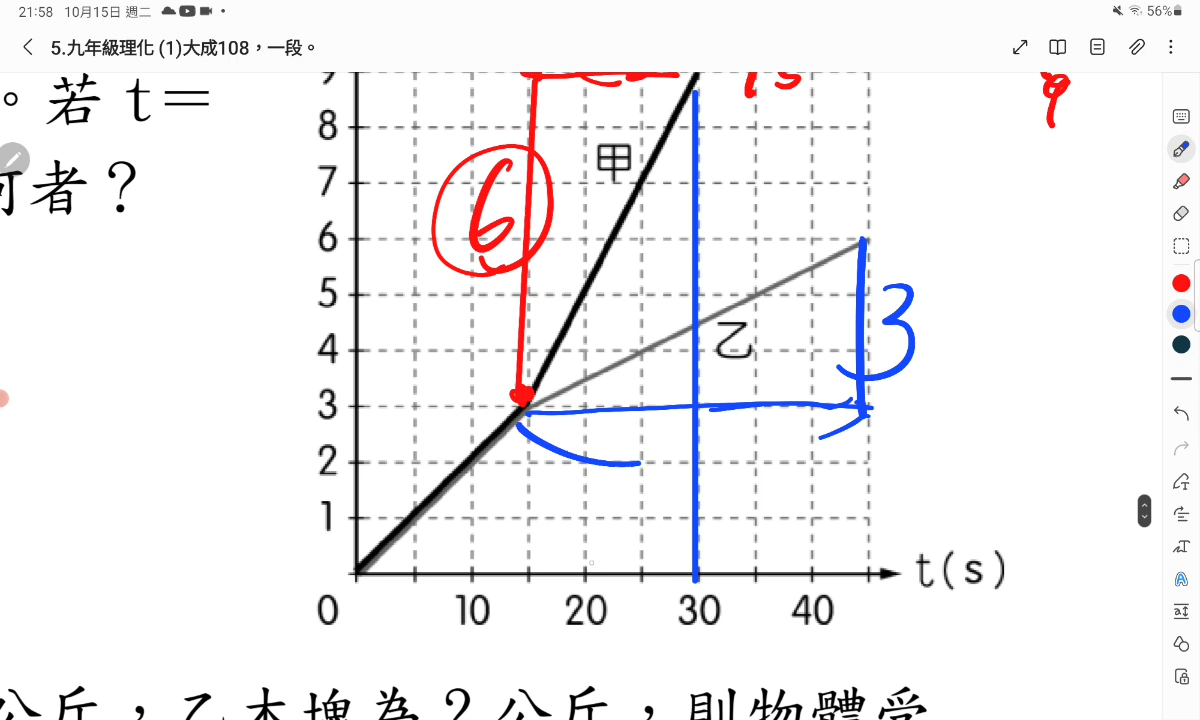 21:58 10月15日 週二
56%
5.九年級理化 (1)大成108，一段。
。若 t＝
何者？
9
8
7
6
5
4
3
2
1
0
10 20 30 40
t(s)
甲
乙
6
3
公斤，乙木塊為２公斤，則物體受